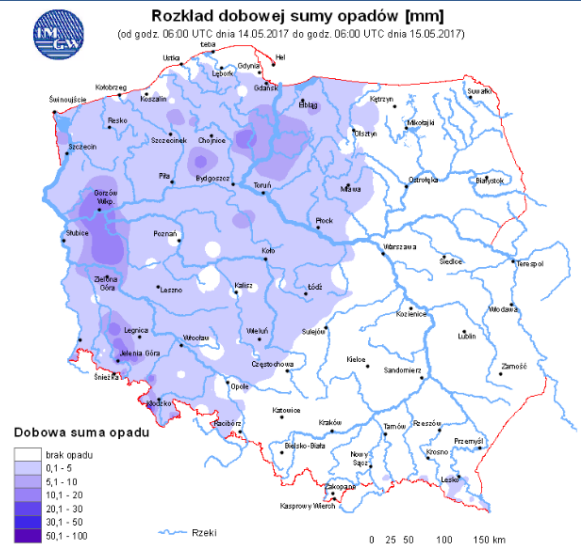 IM
GW
Rozklad dobowej sumy opadów [mm]
(od godz. 06:00 UTC dnia 14.05.2017 do godz. 06:00 UTC dnia 15.05.2017)
Łeba
Ustka
Hel
Lębork
Gdynia
Gdańsk
Kołobrzeg
Koszalin
Świnoujście
Resko
Elbląg
Kętrzyn
Suwałki
Mikołajki
Olsztyn
Szczecinek
Chojnice
Szczecin
Piła
Bydgoszcz
Toruń
Mława
Ostrołęka
Białystok
Gorzów
Wlkp.
Płock
Słubice
Poznań
Warszawa
Koło
Siedlce
Terespol
Zielona
Góra
Leszno
Kalisz
Łódź
Kozienice
Włodawa
Legnica
Wrocław
Wieluń
Sulejów
Lublin
Jelenia Góra
Śnieżka
Częstochowa
Kielce
Sandomierz
Zamość
Opole
Kłodzko
Racibórz
Katowice
Kraków
Tarnów
Rzeszów
Przemyśl
Bielsko-Biała
Nowy
Sącz
Krosno
Lesko
Zakopane
Kasprowy Wierch
Dobowa suma opadu
brak opadu
0,1 - 5
5,1 - 10
10,1 - 20
20,1 - 30
30,1 - 50
50,1 - 100
Rzeki
0 25 50 100 150 km